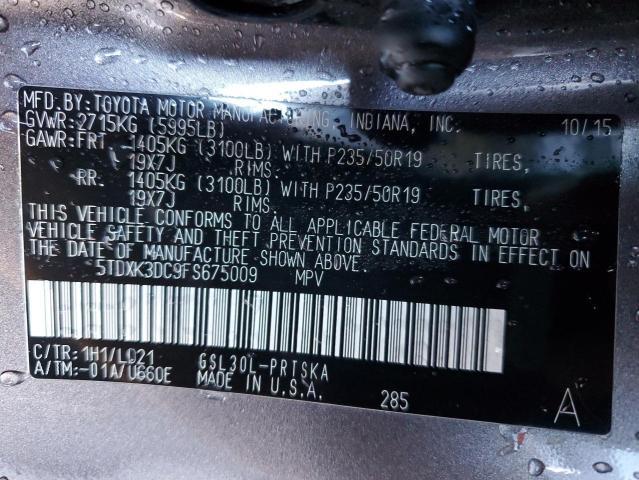 MFD.BY:TOYOTA MOTOR MANUFACTURING, INDIANA, INC. 10/15
GVWR:2715KG (5995LB)
GAWR:FRT 1405KG (3100LB) WITH P235/50R19 TIRES,
19X7J RIMS.
RR 1405KG (3100LB) WITH P235/50R19 TIRES,
19X7J RIMS.
THIS VEHICLE CONFORMS TO ALL APPLICABLE FEDERAL MOTOR
VEHICLE SAFETY AND THEFT PREVENTION STANDARDS IN EFFECT ON
THE DATE OF MANUFACTURE SHOWN ABOVE.
5TDXK3DC9FS675009 MPV
C/TR:1H1/LQ21 GSL30L-PRTSKA
A/TM:-01A/U660E MADE IN U.S.A. 285 A